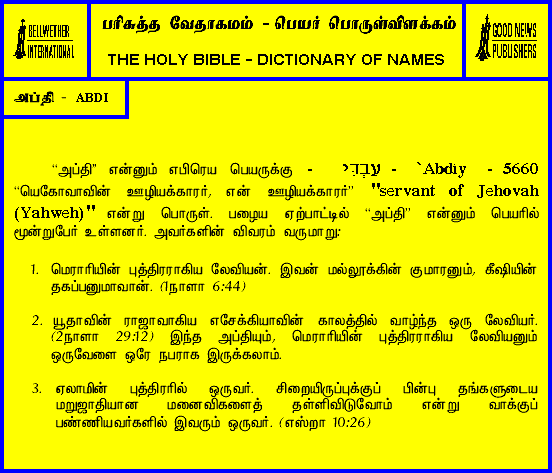 BELLWETHER
INTERNATIONAL
பரிசுத்த வேதாகமம் - பெயர் பொருள்விளக்கம்
THE HOLY BIBLE - DICTIONARY OF NAMES
GOOD NEWS
PUBLISHERS
அப்தி - ABDI
“அப்தி” என்னும் எபிரெய பெயருக்கு - עַבְדִּי - `Abdiy - 5660
“யெகோவாவின் ஊழியக்காரர், என் ஊழியக்காரர்” "servant of Jehovah
(Yahweh)" என்று பொருள். பழைய ஏற்பாட்டில் “அப்தி” என்னும் பெயரில்
மூன்றுபேர் உள்ளனர். அவர்களின் விவரம் வருமாறு:
1. மெராரியின் புத்திரராகிய லேவியன். இவன் மல்லூக்கின் குமாரனும், கீஷியின்
தகப்பனுமாவான். (1நாளா 6:44)
2. யூதாவின் ராஜாவாகிய எசேக்கியாவின் காலத்தில் வாழ்ந்த ஒரு லேவியர்.
(2நாளா 29:12) இந்த அப்தியும், மெராரியின் புத்திரராகிய லேவியனும்
ஒருவேளை ஒரே நபராக இருக்கலாம்.
3. ஏலாமின் புத்திரரில் ஒருவர். சிறையிருப்புக்குப் பின்பு தங்களுடைய
மறுஜாதியான மனைவிகளைத் தள்ளிவிடுவோம் என்று வாக்குப்
பண்ணியவர்களில் இவரும் ஒருவர். (எஸ்றா 10:26)